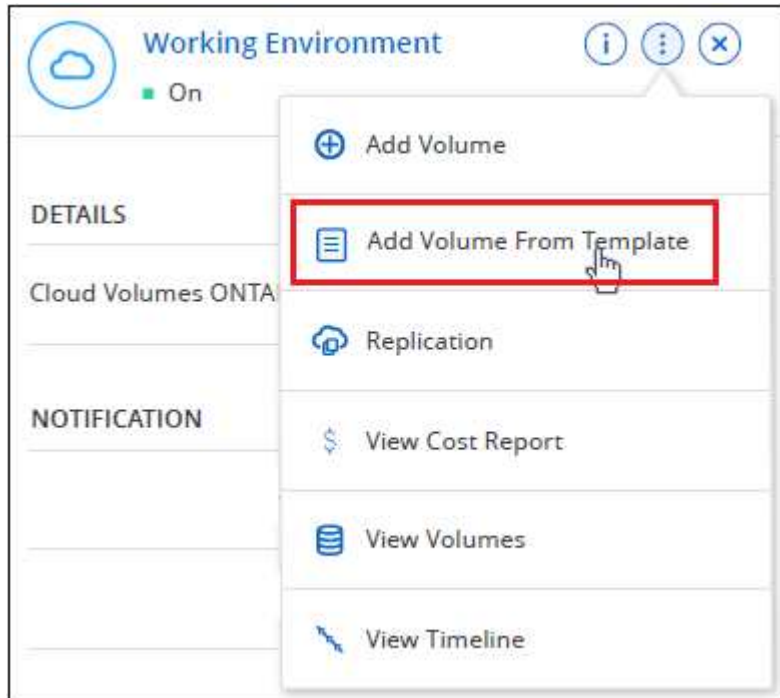 Working Environment
On
Add Volume
DETAILS
Add Volume From Template
Cloud Volumes ONTA
Replication
NOTIFICATION
$ View Cost Report
View Volumes
View Timeline